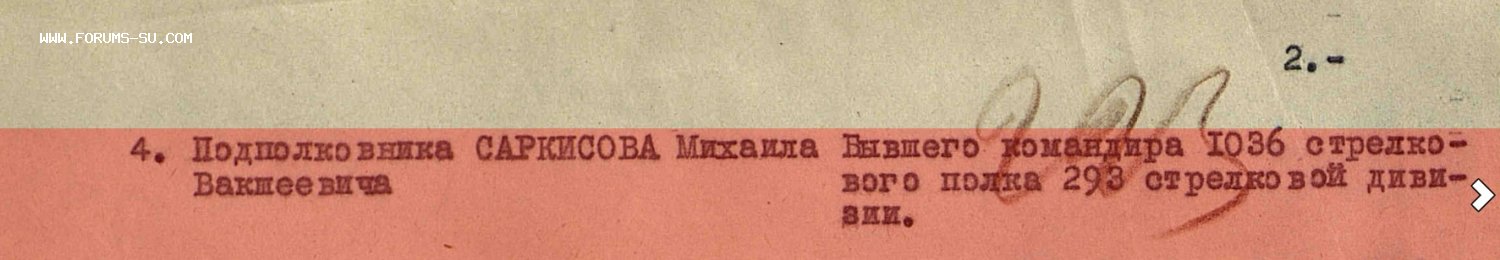 WWW.FORUMS-SU.COM
2.-
4. Подполковника САРКИСОВА Михаила Бывшего командира 1036 стрелко-
Вакшеевича вого полка 293 стрелковой диви-
зии.